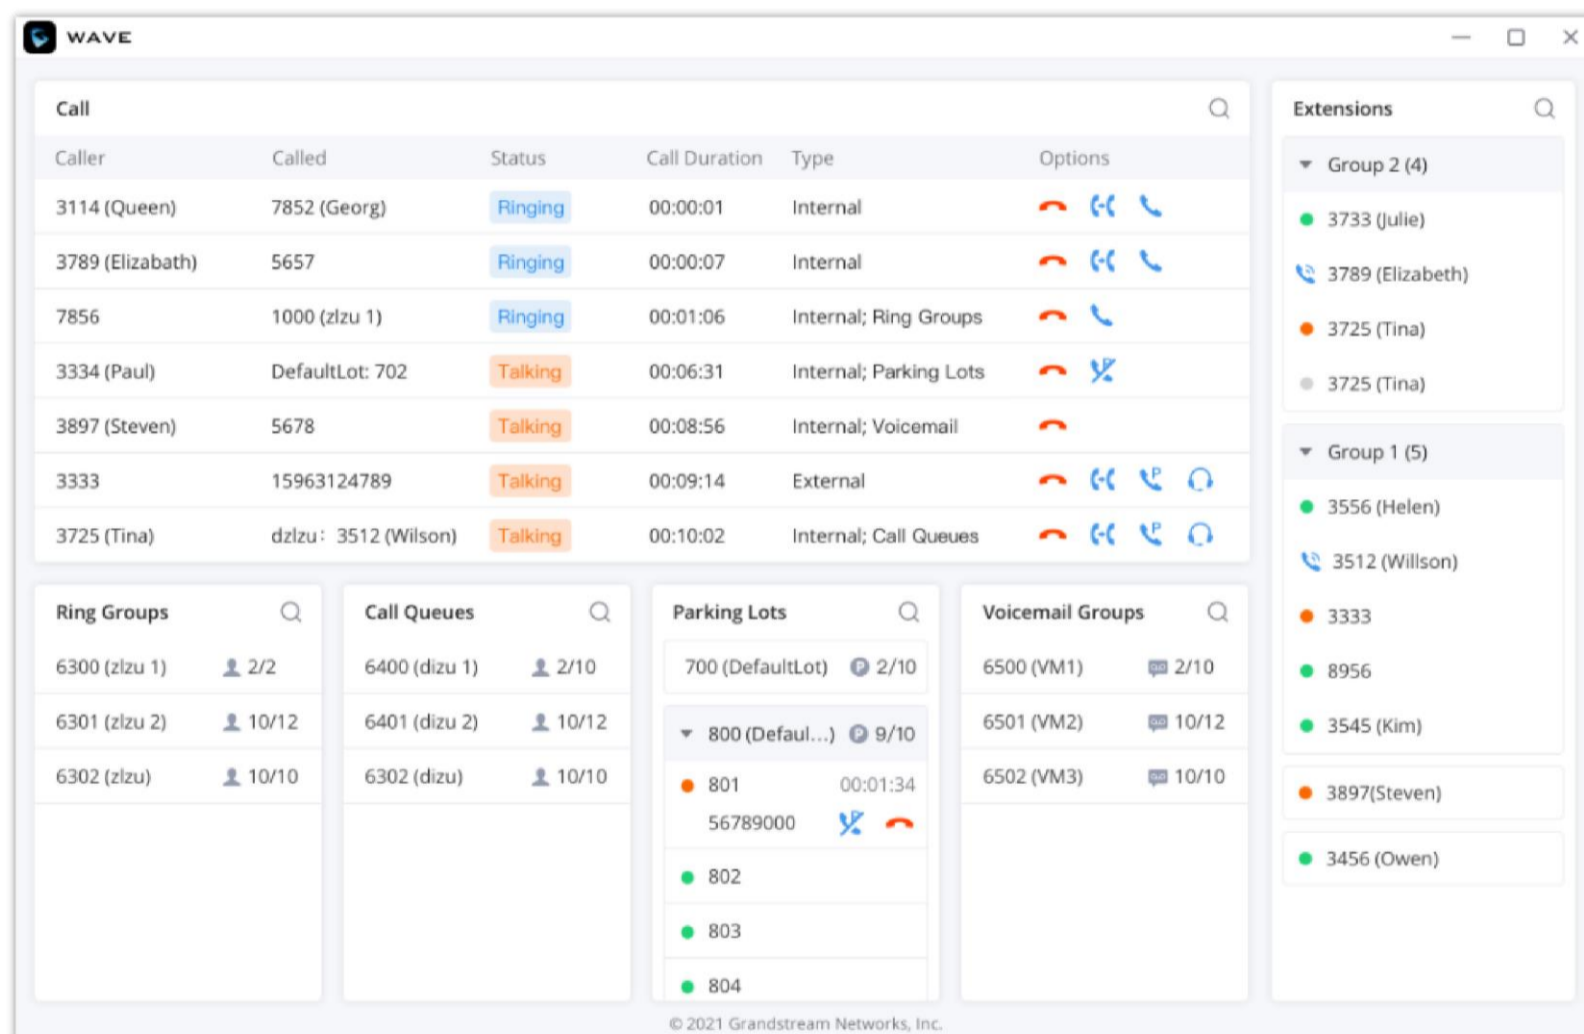 WAVE
Call
Caller Called Status Call Duration Type Options
3114 (Queen) 7852 (Georg) Ringing 00:00:01 Internal
3789 (Elizabath) 5657 Ringing 00:00:07 Internal
7856 1000 (zlzu 1) Ringing 00:01:06 Internal; Ring Groups
3334 (Paul) DefaultLot: 702 Talking 00:06:31 Internal; Parking Lots
3897 (Steven) 5678 Talking 00:08:56 Internal; Voicemail
3333 15963124789 Talking 00:09:14 External
3725 (Tina) dzlzu: 3512 (Wilson) Talking 00:10:02 Internal; Call Queues
Ring Groups
6300 (zlzu 1) 2/2
6301 (zlzu 2) 10/12
6302 (zlzu) 10/10
Call Queues
6400 (dizu 1) 2/10
6401 (dizu 2) 10/12
6302 (dizu) 10/10
Parking Lots
700 (DefaultLot) P 2/10
800 (Defaul...) P 9/10
801 00:01:34
56789000
802
803
804
Voicemail Groups
6500 (VM1) 2/10
6501 (VM2) 10/12
6502 (VM3) 10/10
Extensions
Group 2 (4)
3733 (Julie)
3789 (Elizabeth)
3725 (Tina)
3725 (Tina)
Group 1 (5)
3556 (Helen)
3512 (Willson)
3333
8956
3545 (Kim)
3897(Steven)
3456 (Owen)
© 2021 Grandstream Networks, Inc.